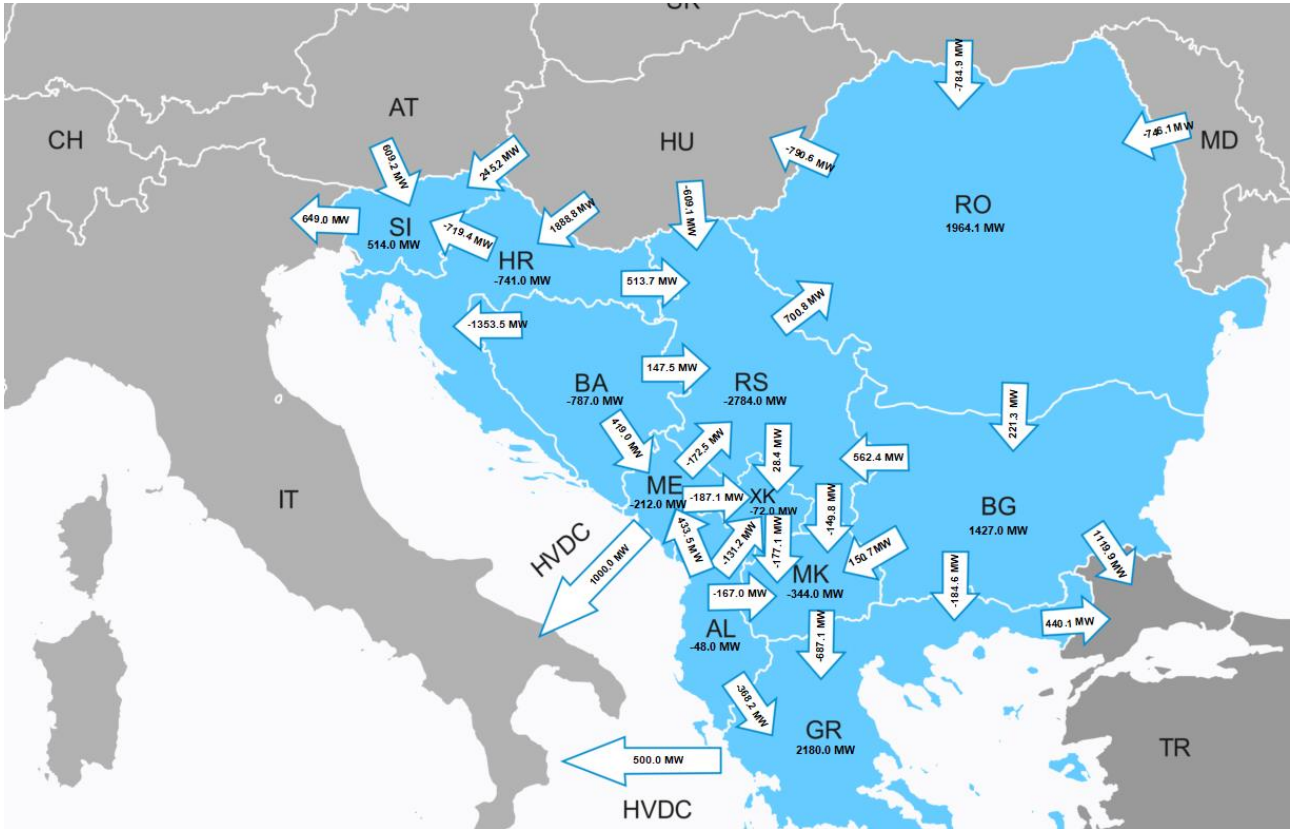 SK
AT
CH
HU
MD
-784.9 MW
-746.1 MW
609.2 MW
245.2 MW
-790.6 MW
649.0 MW
SI
514.0 MW
-719.4 MW
1888.8 MW
-609.1 MW
RO
1964.1 MW
HR
-741.0 MW
513.7 MW
700.8 MW
-1353.5 MW
147.5 MW
BA
-787.0 MW
RS
-2784.0 MW
221.3 MW
419.0 MW
-172.5 MW
28.4 MW
562.4 MW
IT
ME
-212.0 MW
-187.1 MW
XK
-72.0 MW
-149.8 MW
BG
1427.0 MW
HVDC
1000.0 MW
433.5 MW
-131.2 MW
-177.1 MW
150.7 MW
1119.9 MW
MK
-344.0 MW
-184.6 MW
-167.0 MW
AL
-48.0 MW
-687.1 MW
440.1 MW
-368.2 MW
GR
2180.0 MW
TR
500.0 MW
HVDC